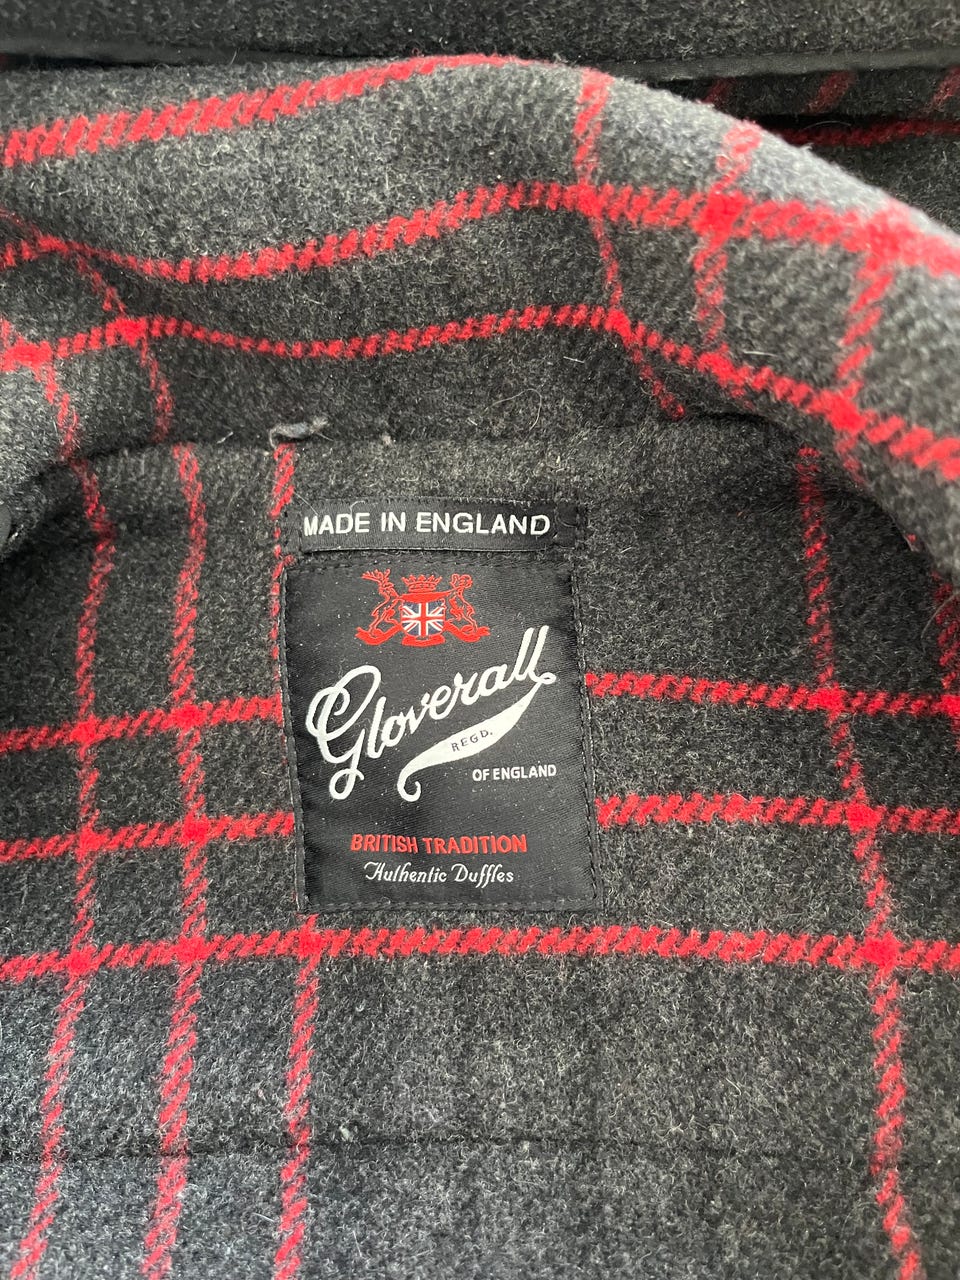 MADE IN ENGLAND
Gloverall
REGD.
OF ENGLAND
BRITISH TRADITION
Authentic Duffles